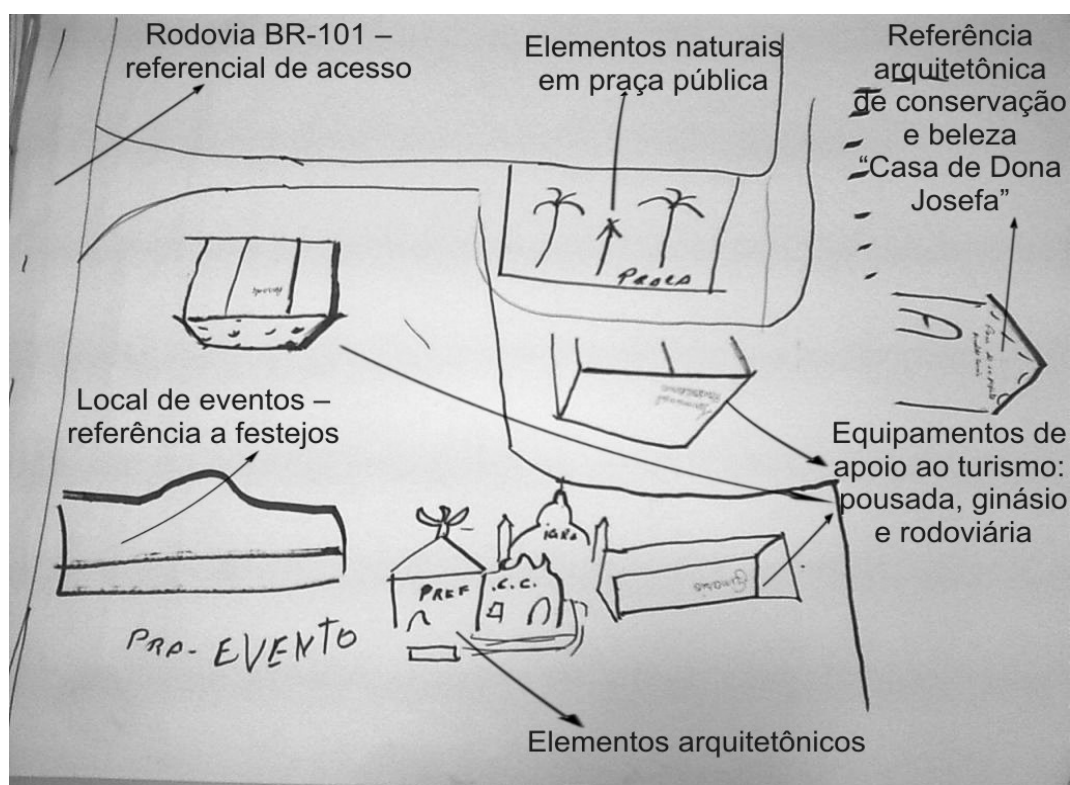 Rodovia BR-101 –
referencial de acesso
Elementos naturais
em praça pública
Referência
arquitetônica
de conservação
e beleza
“Casa de Dona
Josefa”
PRAÇA
Local de eventos –
referência a festejos
Equipamentos de
apoio ao turismo:
pousada, ginásio
e rodoviária
PREF
C.C.
Ginasio
PRA-EVENTO
Elementos arquitetônicos